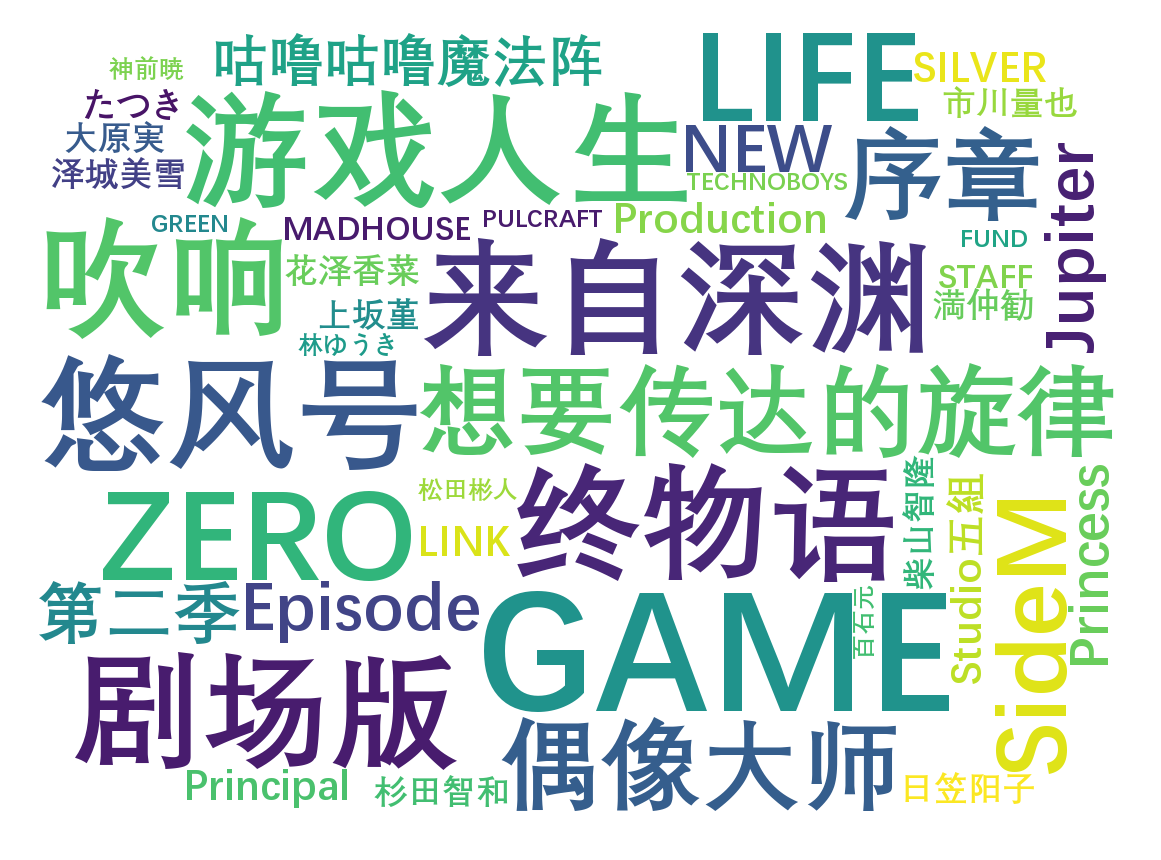 神前暁
咕噜咕噜魔法阵
LIFE
SILVER
たつき
市川量也
大原実
游戏人生
NEW
序章
泽城美雪
TECHNOBOYS
Jupiter
GREEN
MADHOUSE
PULCRAFT
Production
FUND
吹响
花泽香菜
来自深渊
STAFF
上坂堇
満仲勧
林ゆうき
悠风号
想要传达的旋律
ZERO
松田彬人
LINK
终物语
柴山智隆
Studio五組
SideM
Princess
第二季
Episode
GAME
百石元
剧场版
偶像大师
Principal
杉田智和
日笠阳子